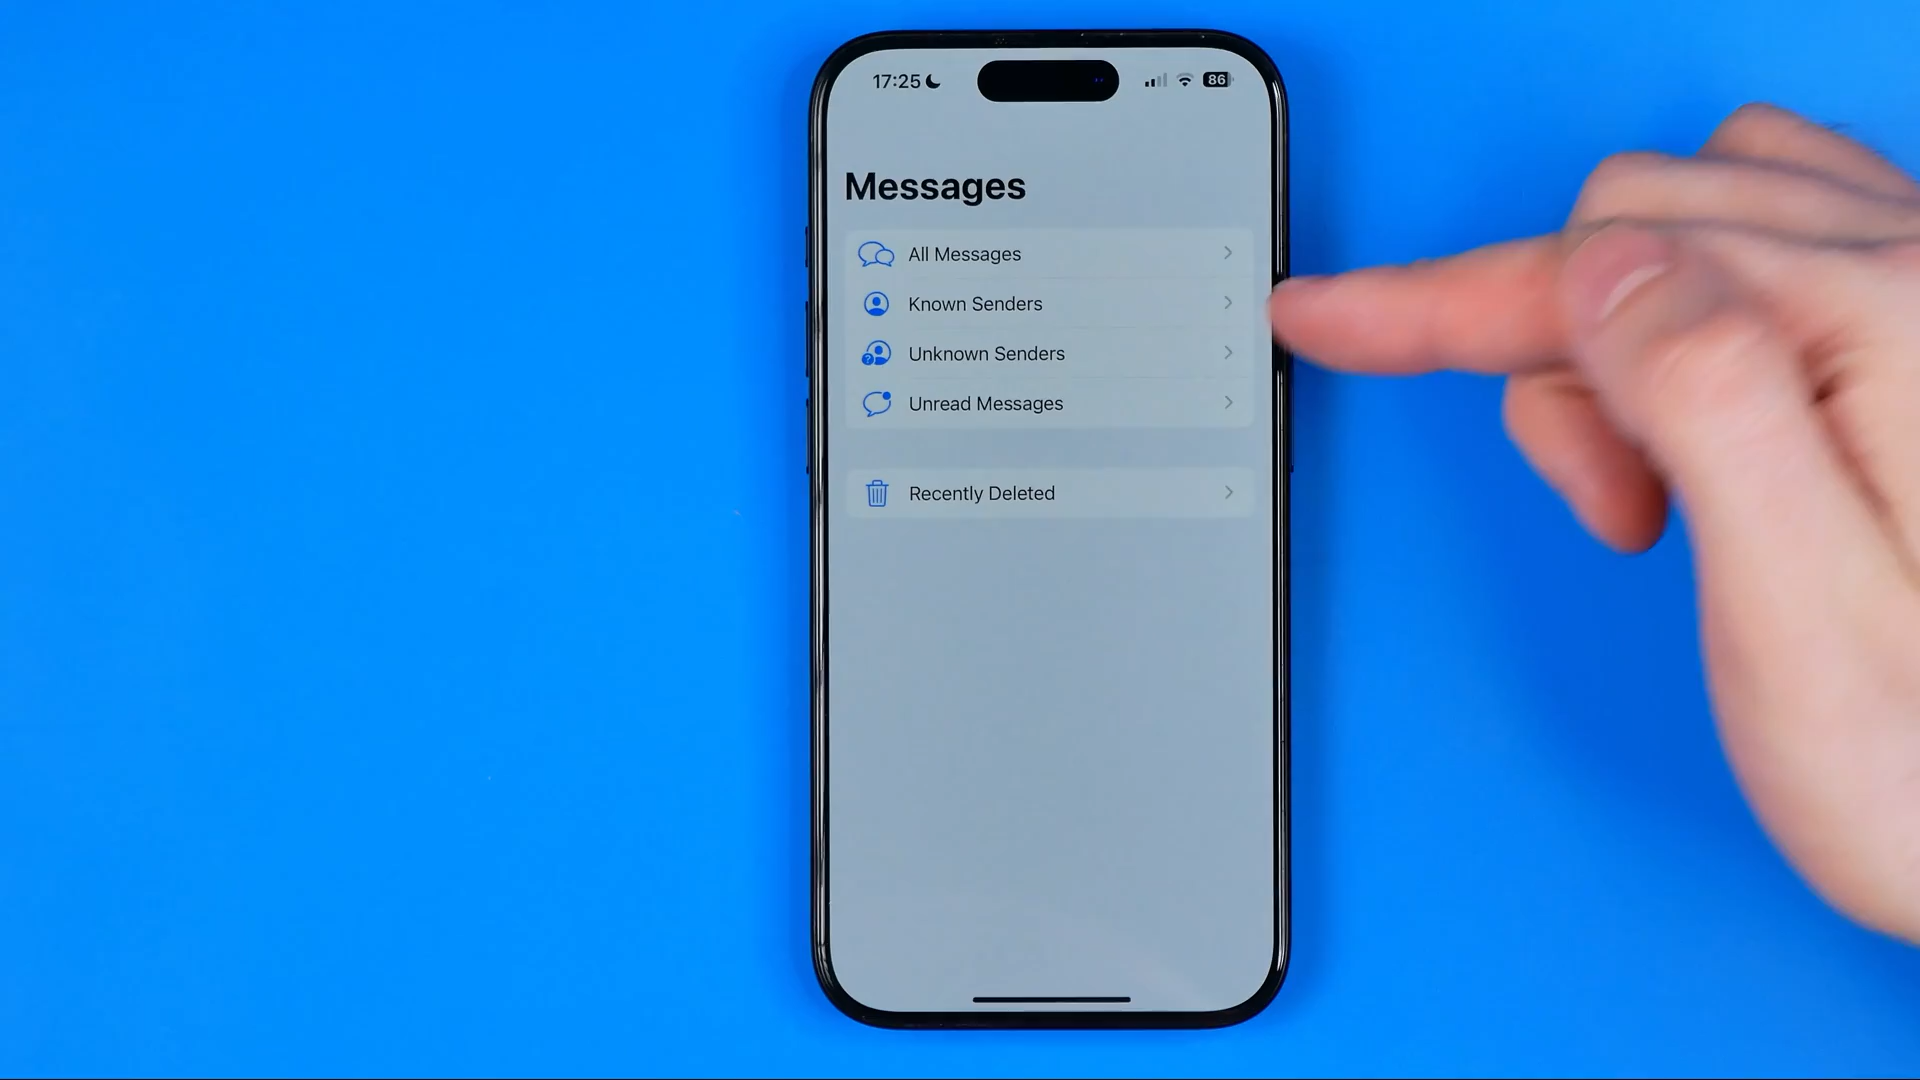 17:25
86
Messages
All Messages
Known Senders
Unknown Senders
Unread Messages
Recently Deleted